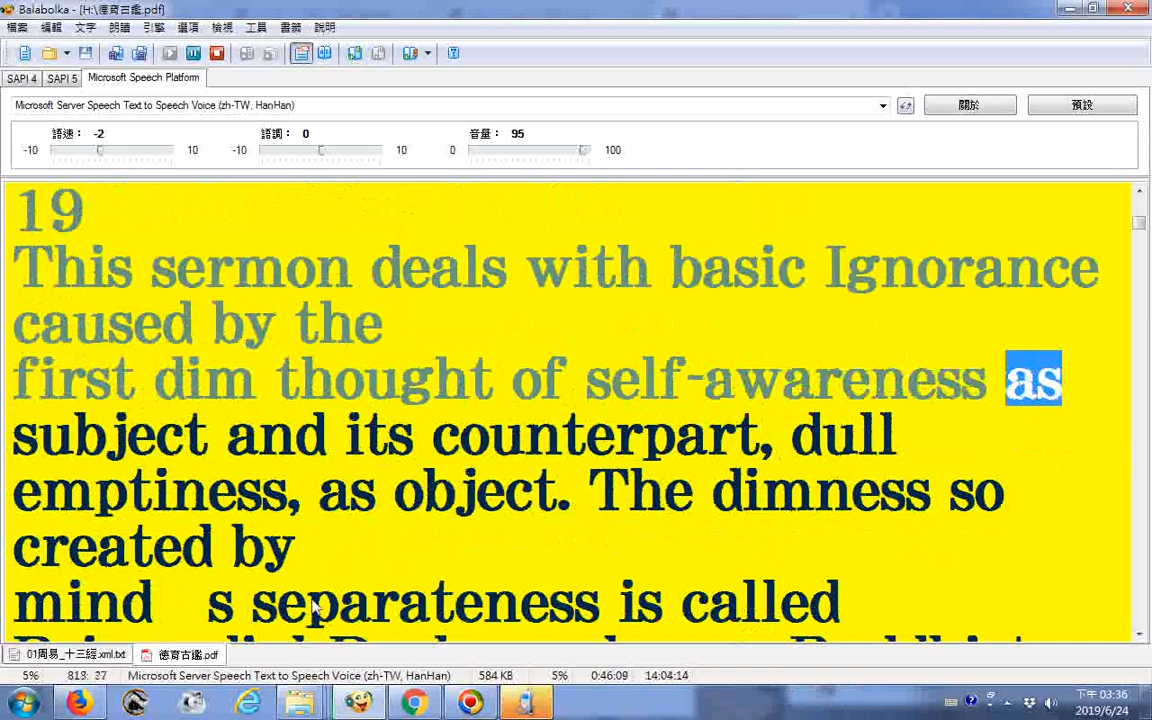 Balabolka - [H:\德育古鑑.pdf]
檔案 編輯 文字 朗讀 引擎 選項 檢視 工具 書籤 說明
SAPI 4 SAPI 5 Microsoft Speech Platform
Microsoft Server Speech Text to Speech Voice (zh-TW, HanHan) 關於 預設
語速： -2 語調： 0 音量： 95
-10 10 -10 10 0 100
19
This sermon deals with basic Ignorance
caused by the
first dim thought of self-awareness as
subject and its counterpart, dull
emptiness, as object. The dimness so
created by
mind s separateness is called
01周易_十三經.xml.txt 德育古鑑.pdf
5% 813: 37 Microsoft Server Speech Text to Speech Voice (zh-TW, HanHan) 584 KB 5% 0:46:09 14:04:14
下午 03:36
2019/6/24